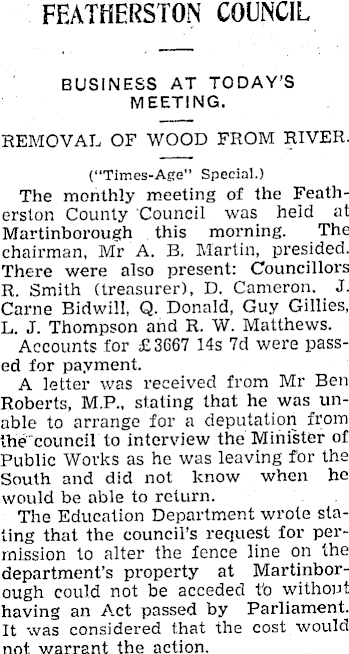 FEATHERSTON COUNCIL
BUSINESS AT TODAY'S
MEETING.
REMOVAL OF WOOD FROM RIVER.
("Times-Age" Special.)
The monthly meeting of the Feath-
erston County Council was held at
Martinborough this morning. The
chairman, Mr A. B. Martin, presided.
There were also present: Councillors
R. Smith (treasurer), D. Cameron. J.
Carne Bidwill, Q. Donald, Guy Gillies,
L. J. Thompson and R. W. Matthews.
Accounts for £3667 14s 7d were pass-
ed for payment.
A letter was received from Mr Ben
Roberts, M.P., stating that he was un-
able to arrange for a deputation from
the council to interview the Minister of
Public Works as he was leaving for the
South and did not know when he
would be able to return.
The Education Department wrote sta-
ting that the council's request for per-
mission to alter the fence line on the
department's property at Martinbor-
ough could not be acceded to without
having an Act passed by Parliament.
It was considered that the cost would
not warrant the action.